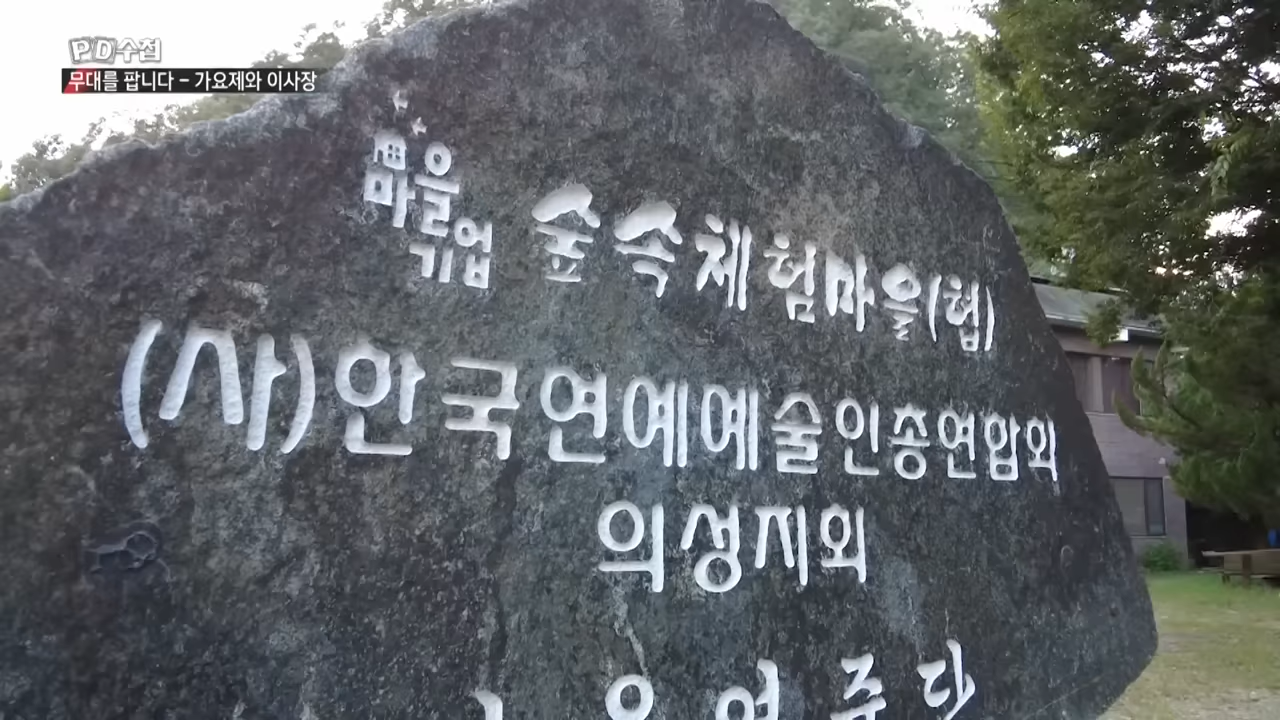 PD수첩
무대를 팝니다 - 가요제와 이사장
마을
기업
숲속체험마을(협)
(사)한국연예예술인총연합회
의성지회